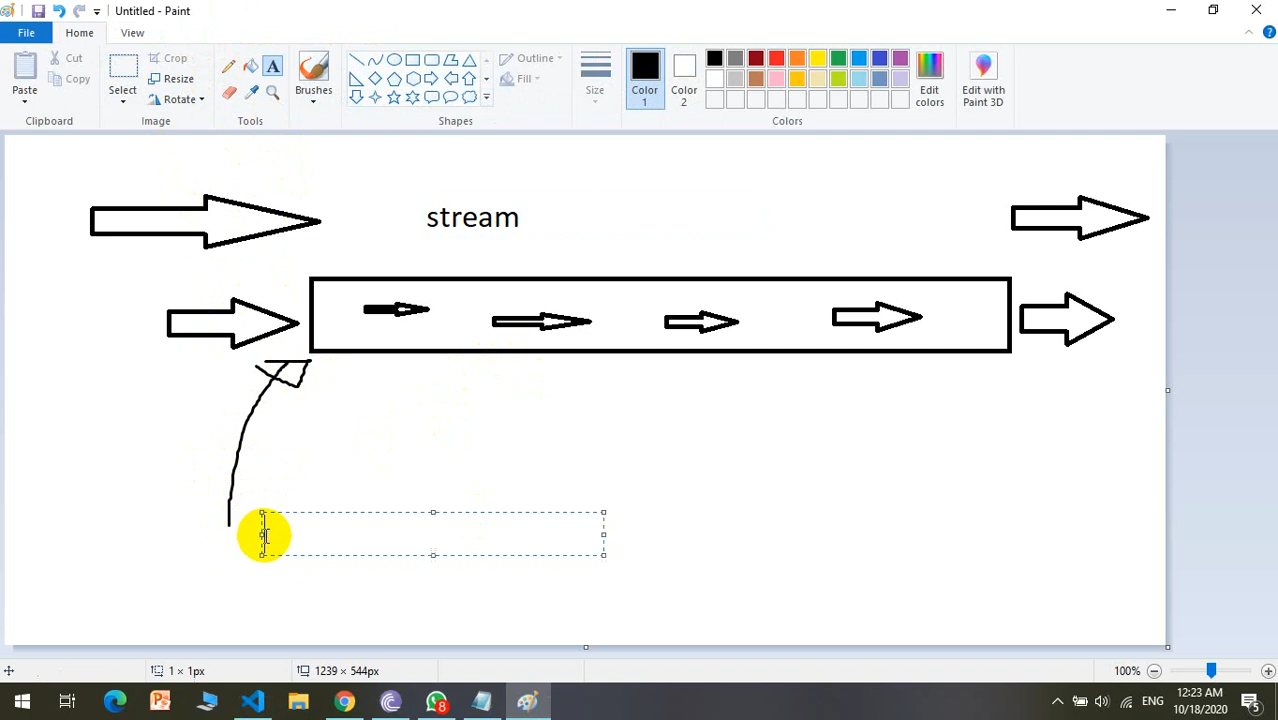 Untitled - Paint
File
Home
View
Paste
Cut
Copy
Clipboard
Select
Crop
Resize
Rotate
Image
A
Tools
Brushes
Shapes
Outline
Fill
Size
Color 1
Color 2
Edit colors
Colors
Edit with Paint 3D
stream
1 × 1px
1239 × 544px
100%
8
ENG
12:23 AM
10/18/2020
5